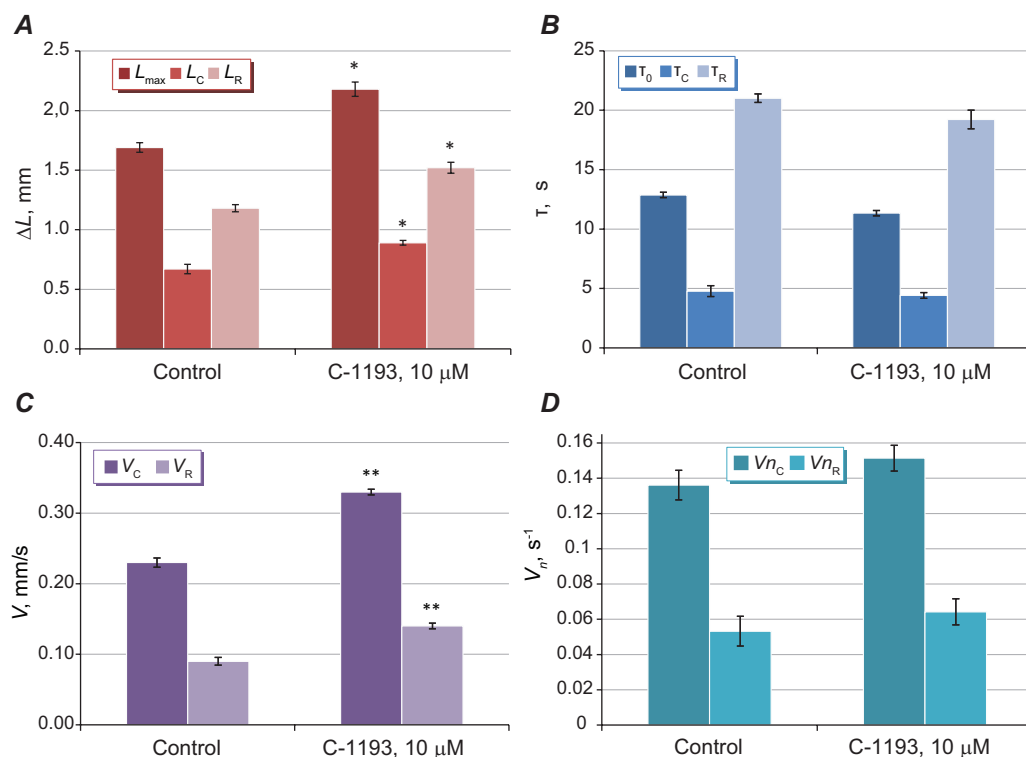 A
ΔL, mm
2.5
2.0
1.5
1.0
0.5
0.0
Lmax LC LR
*
*
*
Control C-1193, 10 μM
B
τ, s
25
20
15
10
5
0
τ0 τC τR
Control C-1193, 10 μM
C
V, mm/s
0.40
0.30
0.20
0.10
0.00
VC VR
**
**
Control C-1193, 10 μM
D
Vn, s-1
0.16
0.14
0.12
0.1
0.08
0.06
0.04
0.02
0
VnC VnR
Control C-1193, 10 μM